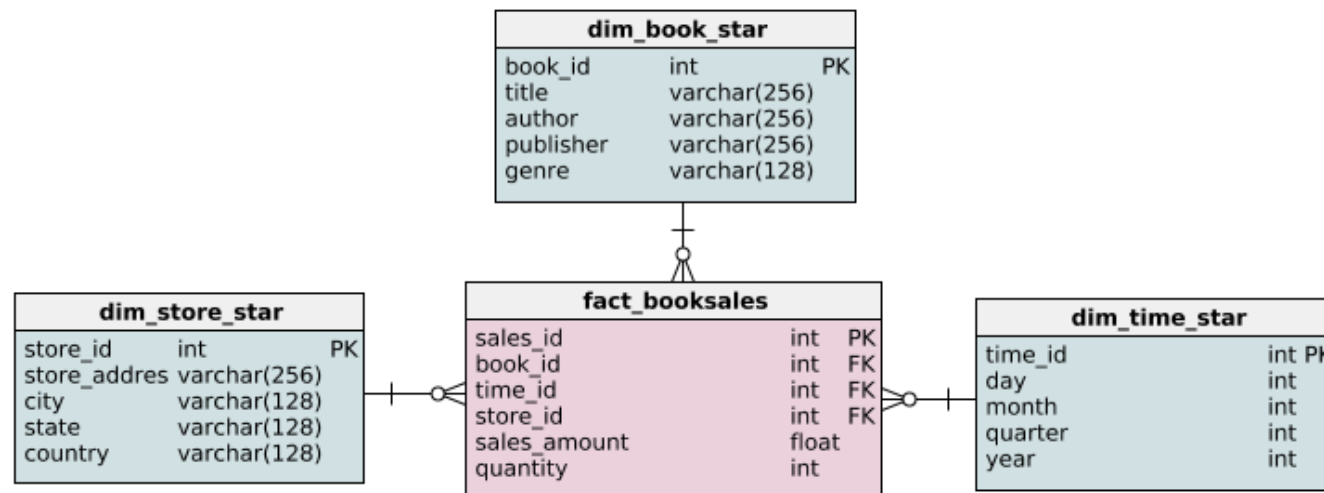 dim_book_star
book_id int PK
title varchar(256)
author varchar(256)
publisher varchar(256)
genre varchar(128)
dim_store_star
store_id int PK
store_addres varchar(256)
city varchar(128)
state varchar(128)
country varchar(128)
fact_booksales
sales_id int PK
book_id int FK
time_id int FK
store_id int FK
sales_amount float
quantity int
dim_time_star
time_id int PK
day int
month int
quarter int
year int